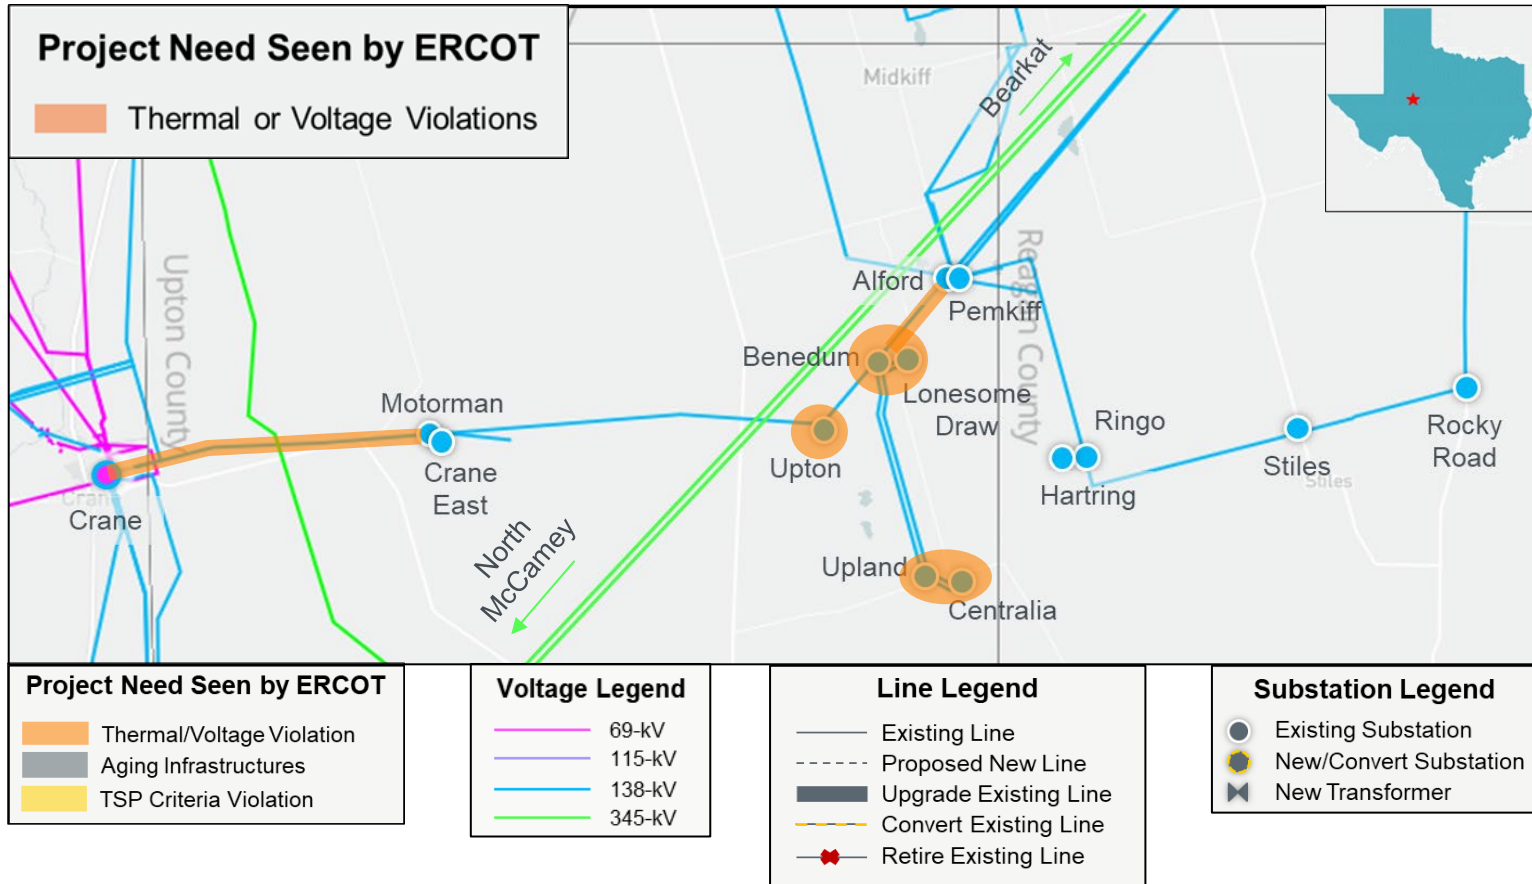 Project Need Seen by ERCOT
Thermal or Voltage Violations
Midkiff
Bearkat
Upton County
Reagan County
Alford
Pemkiff
Benedum
Lonesome
Draw
Motorman
Crane
East
Upton
Ringo
Hartring
Stiles
Stiles
Rocky
Road
Crane
Crane
North
McCamey
Upland
Centralia
Project Need Seen by ERCOT
Thermal/Voltage Violation
Aging Infrastructures
TSP Criteria Violation
Voltage Legend
69-kV
115-kV
138-kV
345-kV
Line Legend
Existing Line
Proposed New Line
Upgrade Existing Line
Convert Existing Line
Retire Existing Line
Substation Legend
Existing Substation
New/Convert Substation
New Transformer